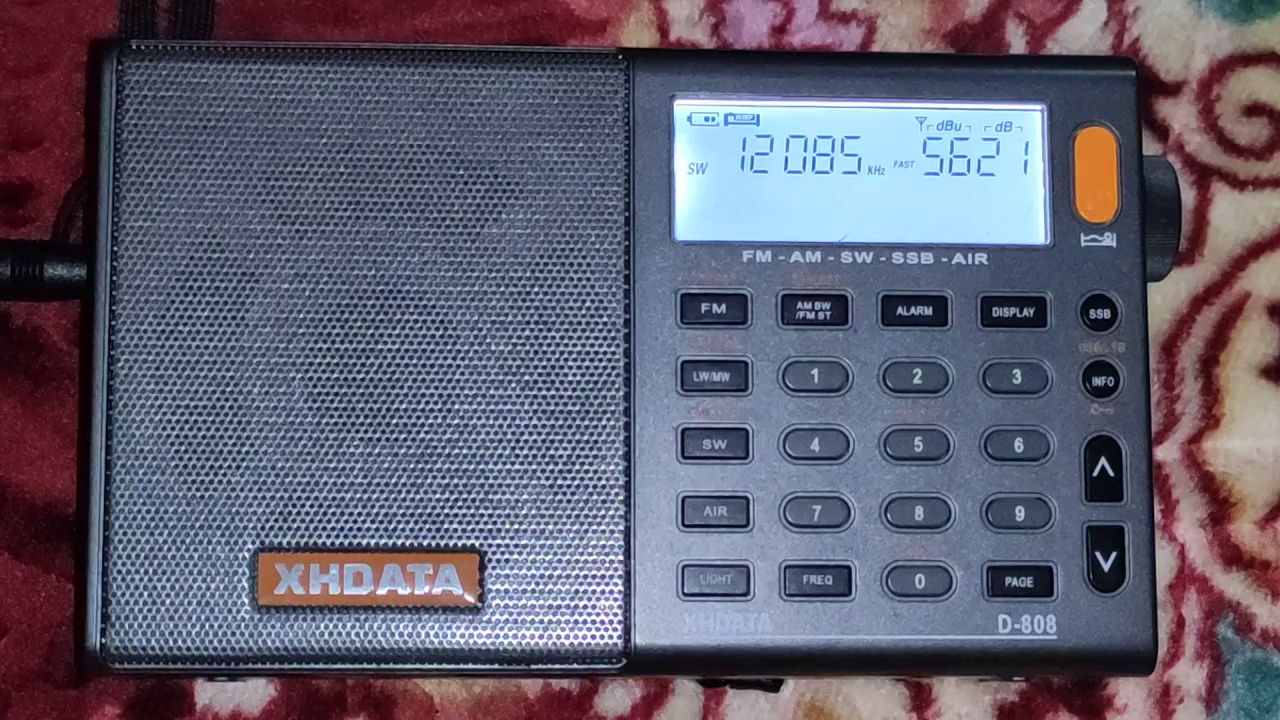 dBu dB
SW 12085 KHz FAST 5621
FM - AM - SW - SSB - AIR
FM AM BW /FM ST ALARM DISPLAY SSB
LW/MW 1 2 3 INFO
SW 4 5 6
AIR 7 8 9
LIGHT FREQ 0 PAGE
XHDATA
XHDATA D-808